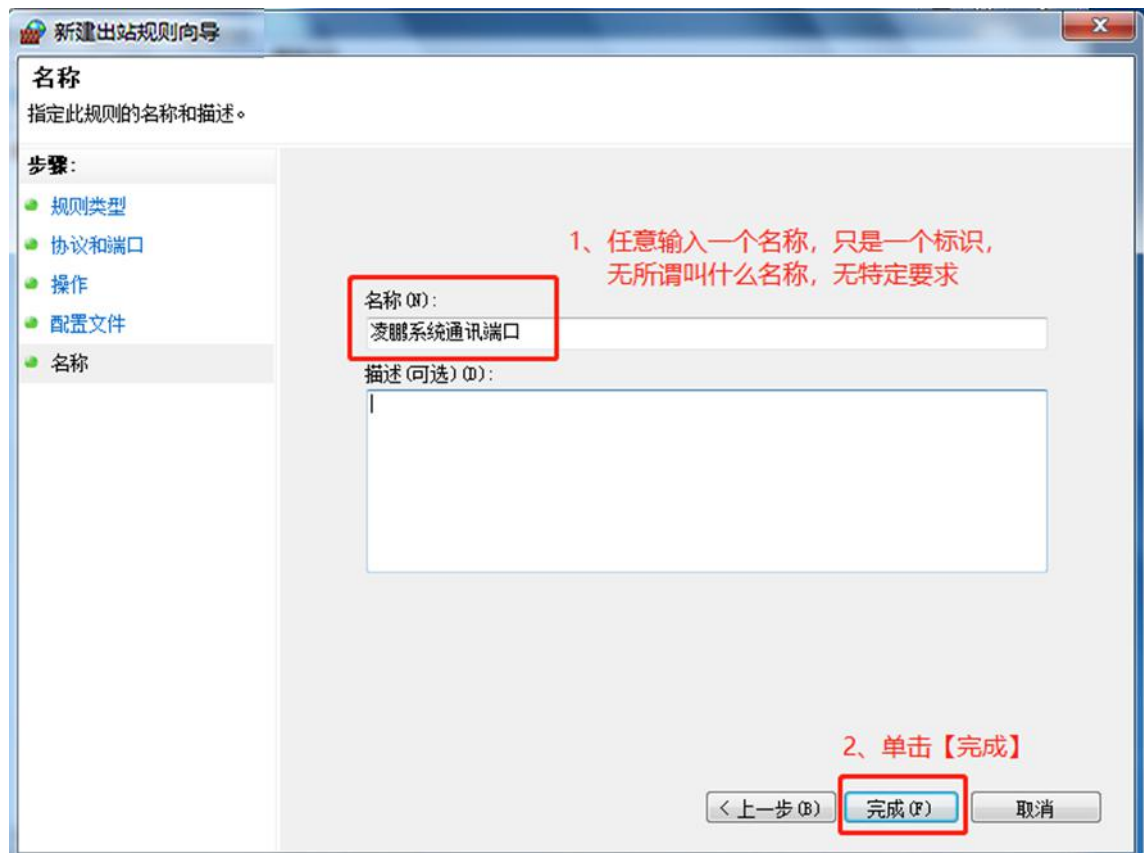 新建出站规则向导
名称
指定此规则的名称和描述。
步骤:
规则类型
协议和端口
操作
配置文件
名称
1、任意输入一个名称，只是一个标识，
无所谓叫什么名称，无特定要求
名称(N):
凌鹏系统通讯端口
描述(可选)(D):
2、单击【完成】
< 上一步(B)
完成(F)
取消